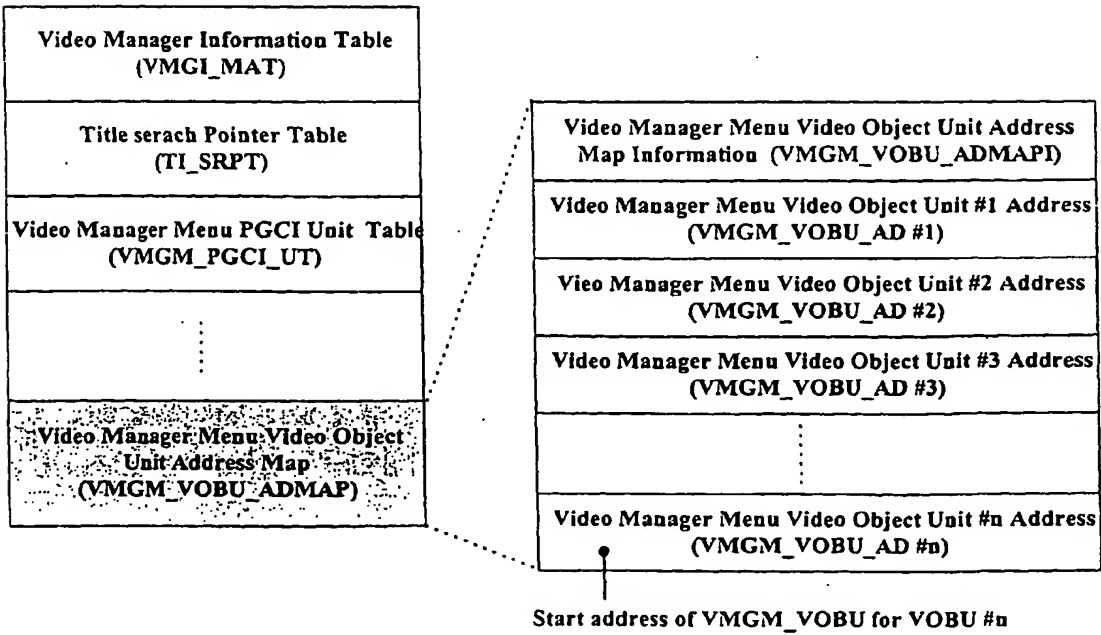 Video Manager Information Table
(VMGI_MAT)
Title serach Pointer Table
(TI_SRPT)
Video Manager Menu PGCI Unit Table
(VMGM_PGCI_UT)
Video Manager Menu Video Object
Unit Address Map
(VMGM_VOBU_ADMAP)
Video Manager Menu Video Object Unit Address
Map Information (VMGM_VOBU_ADMAPI)
Video Manager Menu Video Object Unit #1 Address
(VMGM_VOBU_AD #1)
Vieo Manager Menu Video Object Unit #2 Address
(VMGM_VOBU_AD #2)
Video Manager Menu Video Object Unit #3 Address
(VMGM_VOBU_AD #3)
Video Manager Menu Video Object Unit #n Address
(VMGM_VOBU_AD #n)
Start address of VMGM_VOBU for VOBU #n